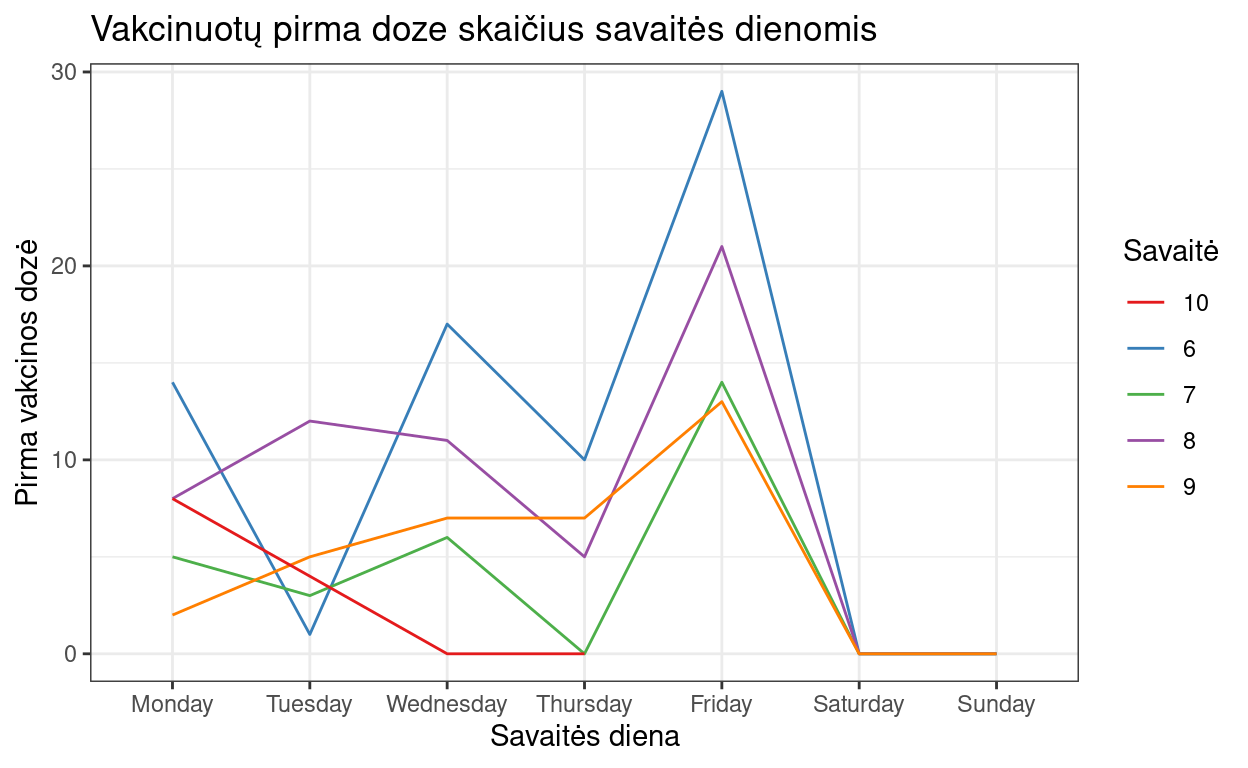 Vakcinuotų pirma doze skaičius savaitės dienomis
Pirma vakcinos dozė
30
20
10
0
Monday Tuesday Wednesday Thursday Friday Saturday Sunday
Savaitės diena
Savaitė
10
6
7
8
9